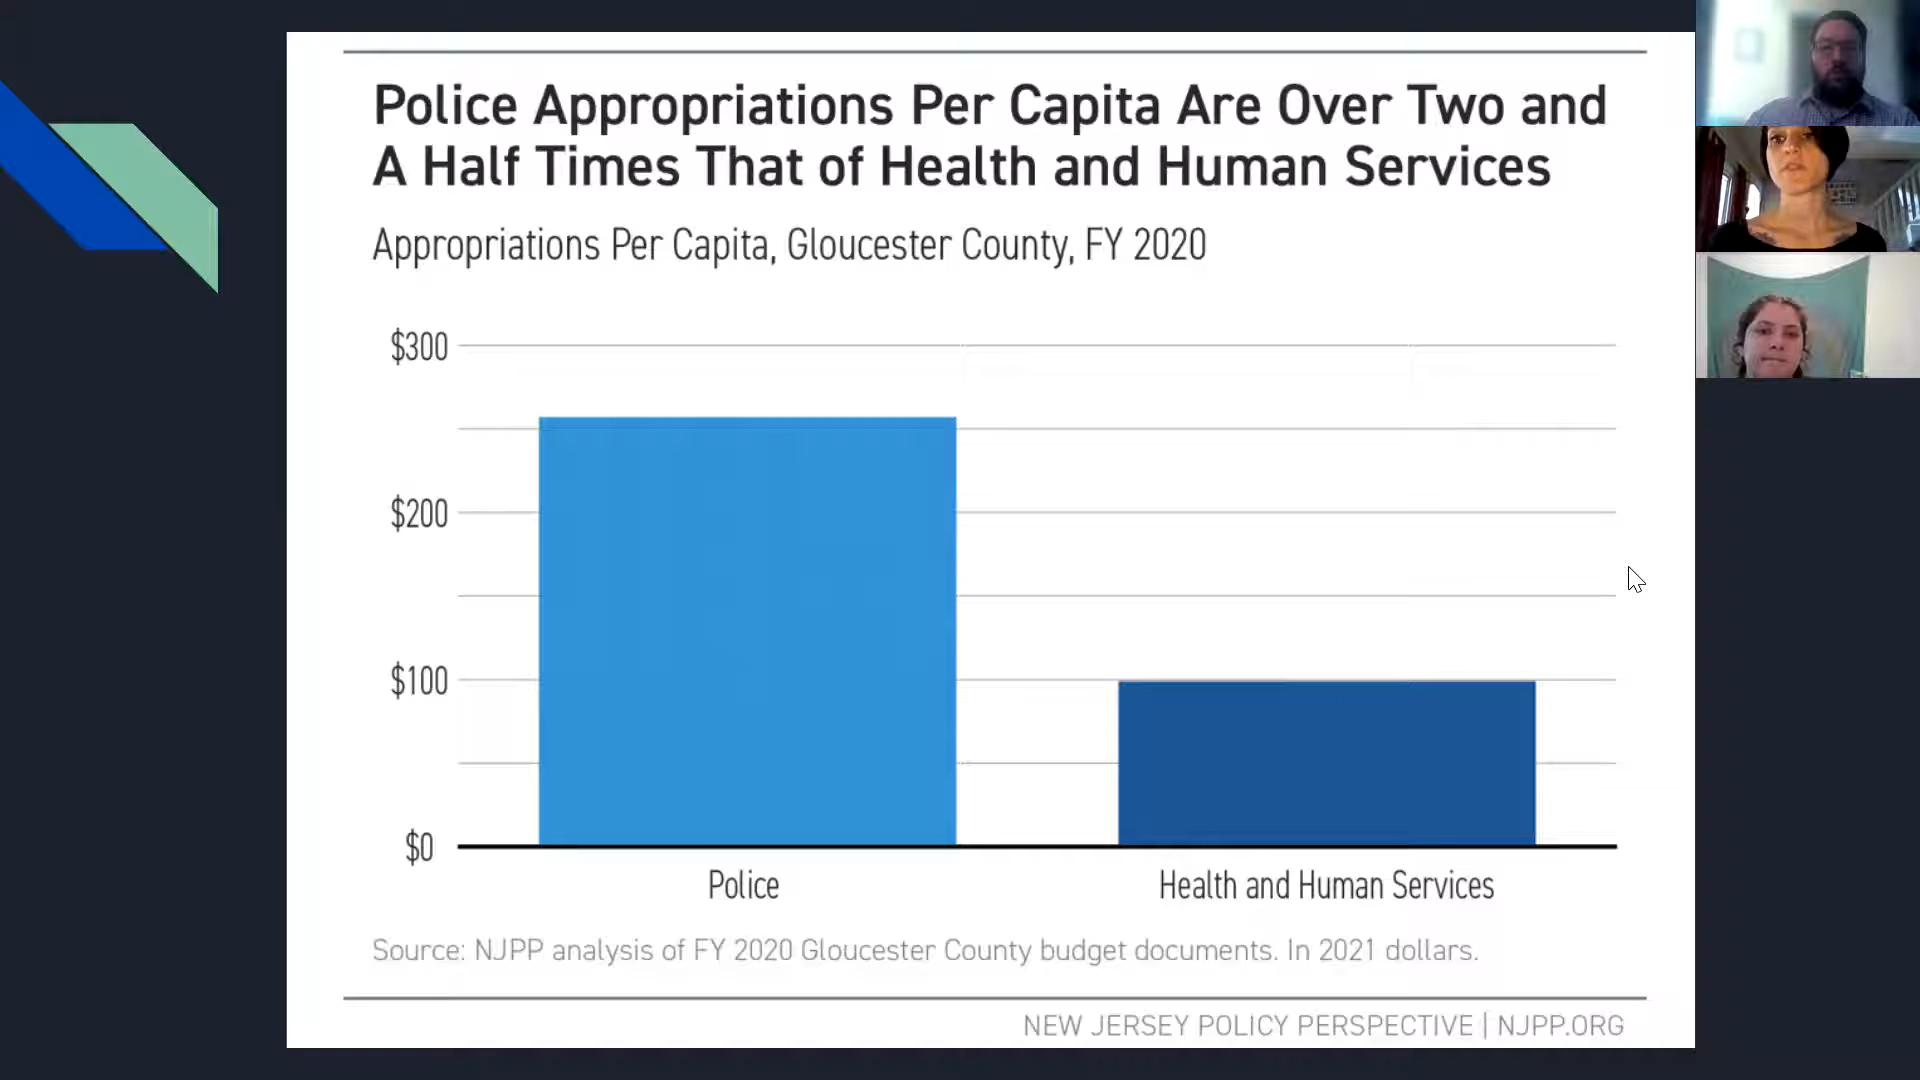 Police Appropriations Per Capita Are Over Two and
A Half Times That of Health and Human Services
Appropriations Per Capita, Gloucester County, FY 2020
$300
$200
$100
$0
Police
Health and Human Services
Source: NJPP analysis of FY 2020 Gloucester County budget documents. In 2021 dollars.
NEW JERSEY POLICY PERSPECTIVE | NJPP.ORG